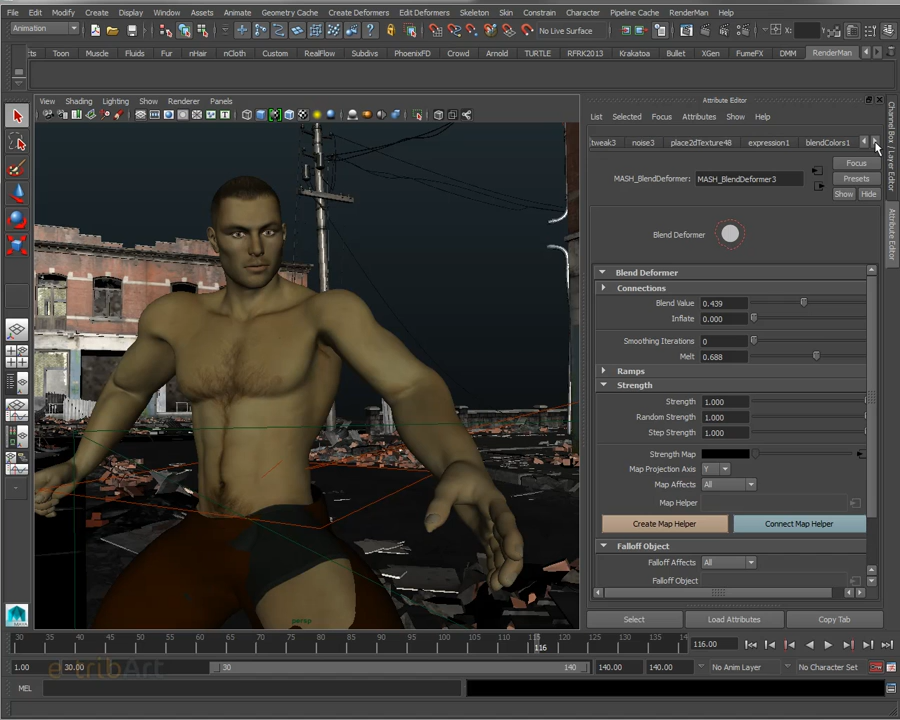 File Edit Modify Create Display Window Assets Animate Geometry Cache Create Deformers Edit Deformers Skeleton Skin Constrain Character Pipeline Cache RenderMan Help
Animation
No Live Surface
Toon Muscle Fluids Fur nHair nCloth Custom RealFlow Subdivs PhoenixFD Crowd Arnold TURTLE RFRK2013 Krakatoa Bullet XGen FumeFX DMM RenderMan
View Shading Lighting Show Renderer Panels
Attribute Editor
List Selected Focus Attributes Show Help
tweak3 noise3 place2dTexture48 expression1 blendColors1
Focus
MASH_BlendDeformer: MASH_BlendDeformer3
Presets
Show Hide
Blend Deformer
Blend Deformer
Connections
Blend Value 0.439
Inflate 0.000
Smoothing Iterations 0
Melt 0.688
Ramps
Strength
Strength 1.000
Random Strength 1.000
Step Strength 1.000
Strength Map
Map Projection Axis Y
Map Affects All
Map Helper
Create Map Helper Connect Map Helper
Falloff Object
Falloff Affects All
Falloff Object
Select Load Attributes Copy Tab
Channel Box / Layer Editor
Attribute Editor
persp
30 35 40 45 50 55 60 65 70 75 80 85 90 95 100 105 110 115 120 125 130 135 14
116
116.00
1.00 30.00 30 140 140.00 140.00 No Anim Layer No Character Set
MEL